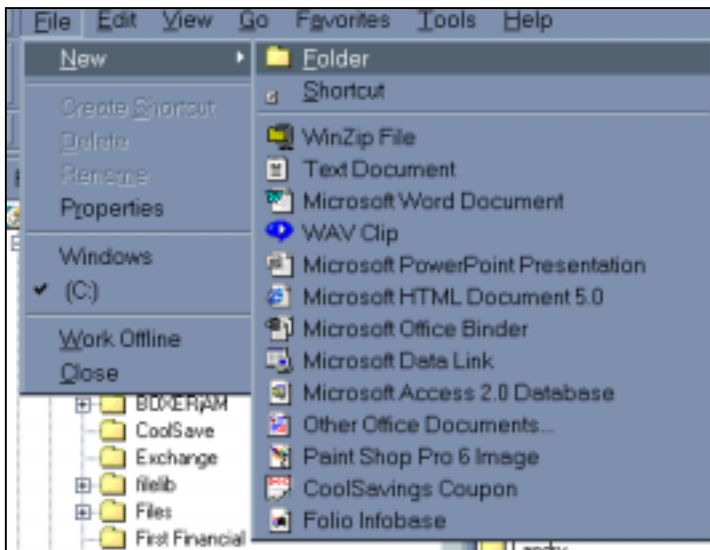 File Edit View Go Favorites Tools Help
New
Create Shortcut
Delete
Rename
Properties
Windows
(C:)
Work Offline
Close
Folder
Shortcut
WinZip File
Text Document
Microsoft Word Document
WAV Clip
Microsoft PowerPoint Presentation
Microsoft HTML Document 5.0
Microsoft Office Binder
Microsoft Data Link
Microsoft Access 2.0 Database
Other Office Documents...
Paint Shop Pro 6 Image
CoolSavings Coupon
Folio Infobase
BOXERjAM
CoolSave
Exchange
filelib
Files
First Financial